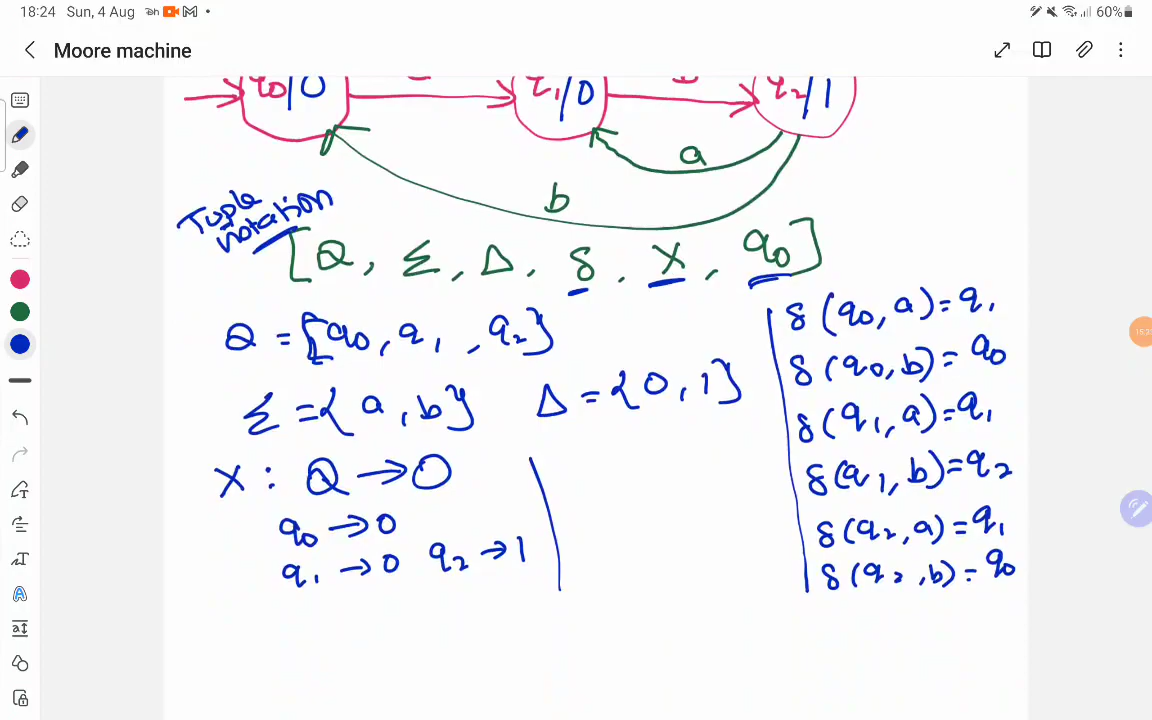 18:24 Sun, 4 Aug 60%
Moore machine
q0/0 q1/0 q2/1
a
b
Tuple
notation
[Q, Σ, Δ, δ, X, q0]
Q = {q0, q1, q2}
Σ = {a, b} Δ = {0, 1}
X : Q → O
q0 → 0
q1 → 0 q2 → 1
δ(q0, a) = q1
δ(q0, b) = q0
δ(q1, a) = q1
δ(q1, b) = q2
δ(q2, a) = q1
δ(q2, b) = q0